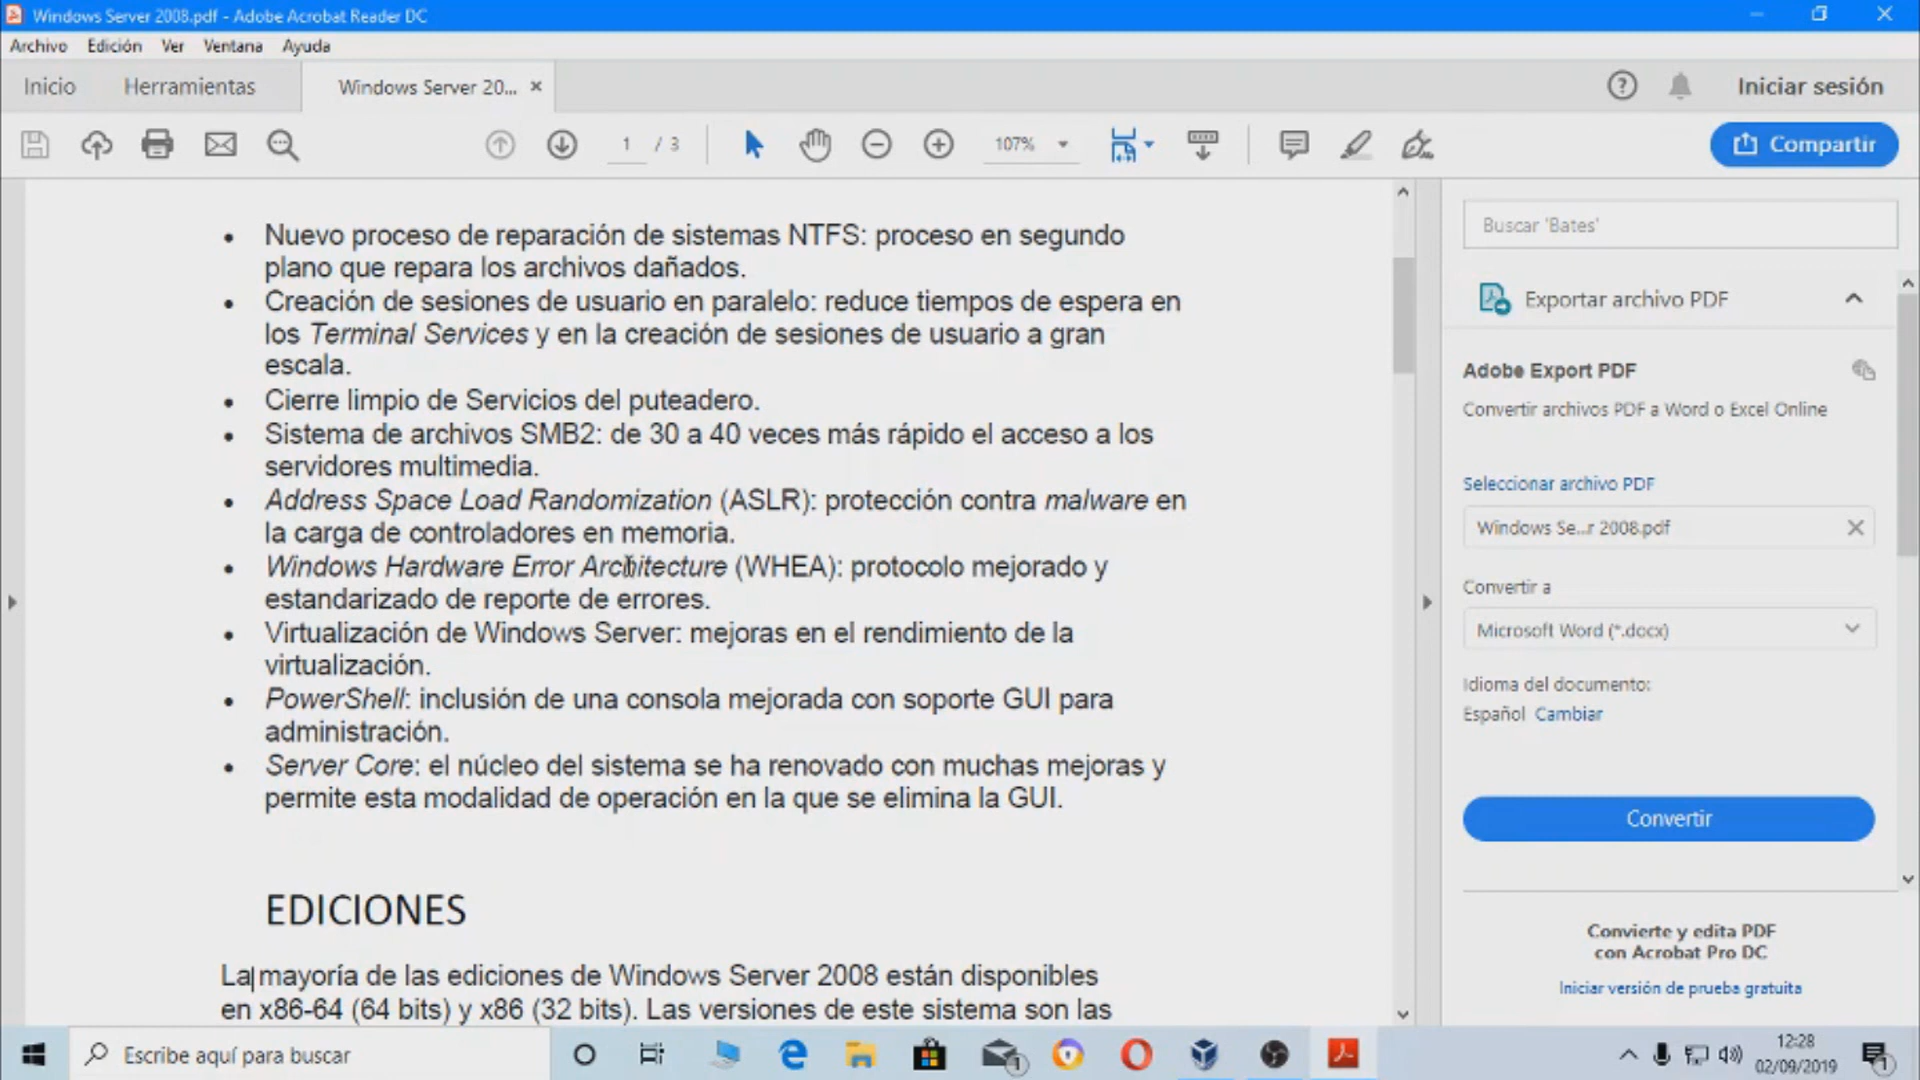 Windows Server 2008.pdf - Adobe Acrobat Reader DC
Archivo Edición Ver Ventana Ayuda
Inicio Herramientas Windows Server 20... Iniciar sesión
1 / 3 107% Compartir
• Nuevo proceso de reparación de sistemas NTFS: proceso en segundo
plano que repara los archivos dañados.
• Creación de sesiones de usuario en paralelo: reduce tiempos de espera en
los Terminal Services y en la creación de sesiones de usuario a gran
escala.
• Cierre limpio de Servicios del puteadero.
• Sistema de archivos SMB2: de 30 a 40 veces más rápido el acceso a los
servidores multimedia.
• Address Space Load Randomization (ASLR): protección contra malware en
la carga de controladores en memoria.
• Windows Hardware Error Architecture (WHEA): protocolo mejorado y
estandarizado de reporte de errores.
• Virtualización de Windows Server: mejoras en el rendimiento de la
virtualización.
• PowerShell: inclusión de una consola mejorada con soporte GUI para
administración.
• Server Core: el núcleo del sistema se ha renovado con muchas mejoras y
permite esta modalidad de operación en la que se elimina la GUI.
EDICIONES
La mayoría de las ediciones de Windows Server 2008 están disponibles
en x86-64 (64 bits) y x86 (32 bits). Las versiones de este sistema son las
Buscar 'Bates'
Exportar archivo PDF
Adobe Export PDF
Convertir archivos PDF a Word o Excel Online
Seleccionar archivo PDF
Windows Se...r 2008.pdf
Convertir a
Microsoft Word (*.docx)
Idioma del documento:
Español Cambiar
Convertir
Convierte y edita PDF
con Acrobat Pro DC
Iniciar versión de prueba gratuita
Escribe aquí para buscar
1
12:28
02/09/2019
1